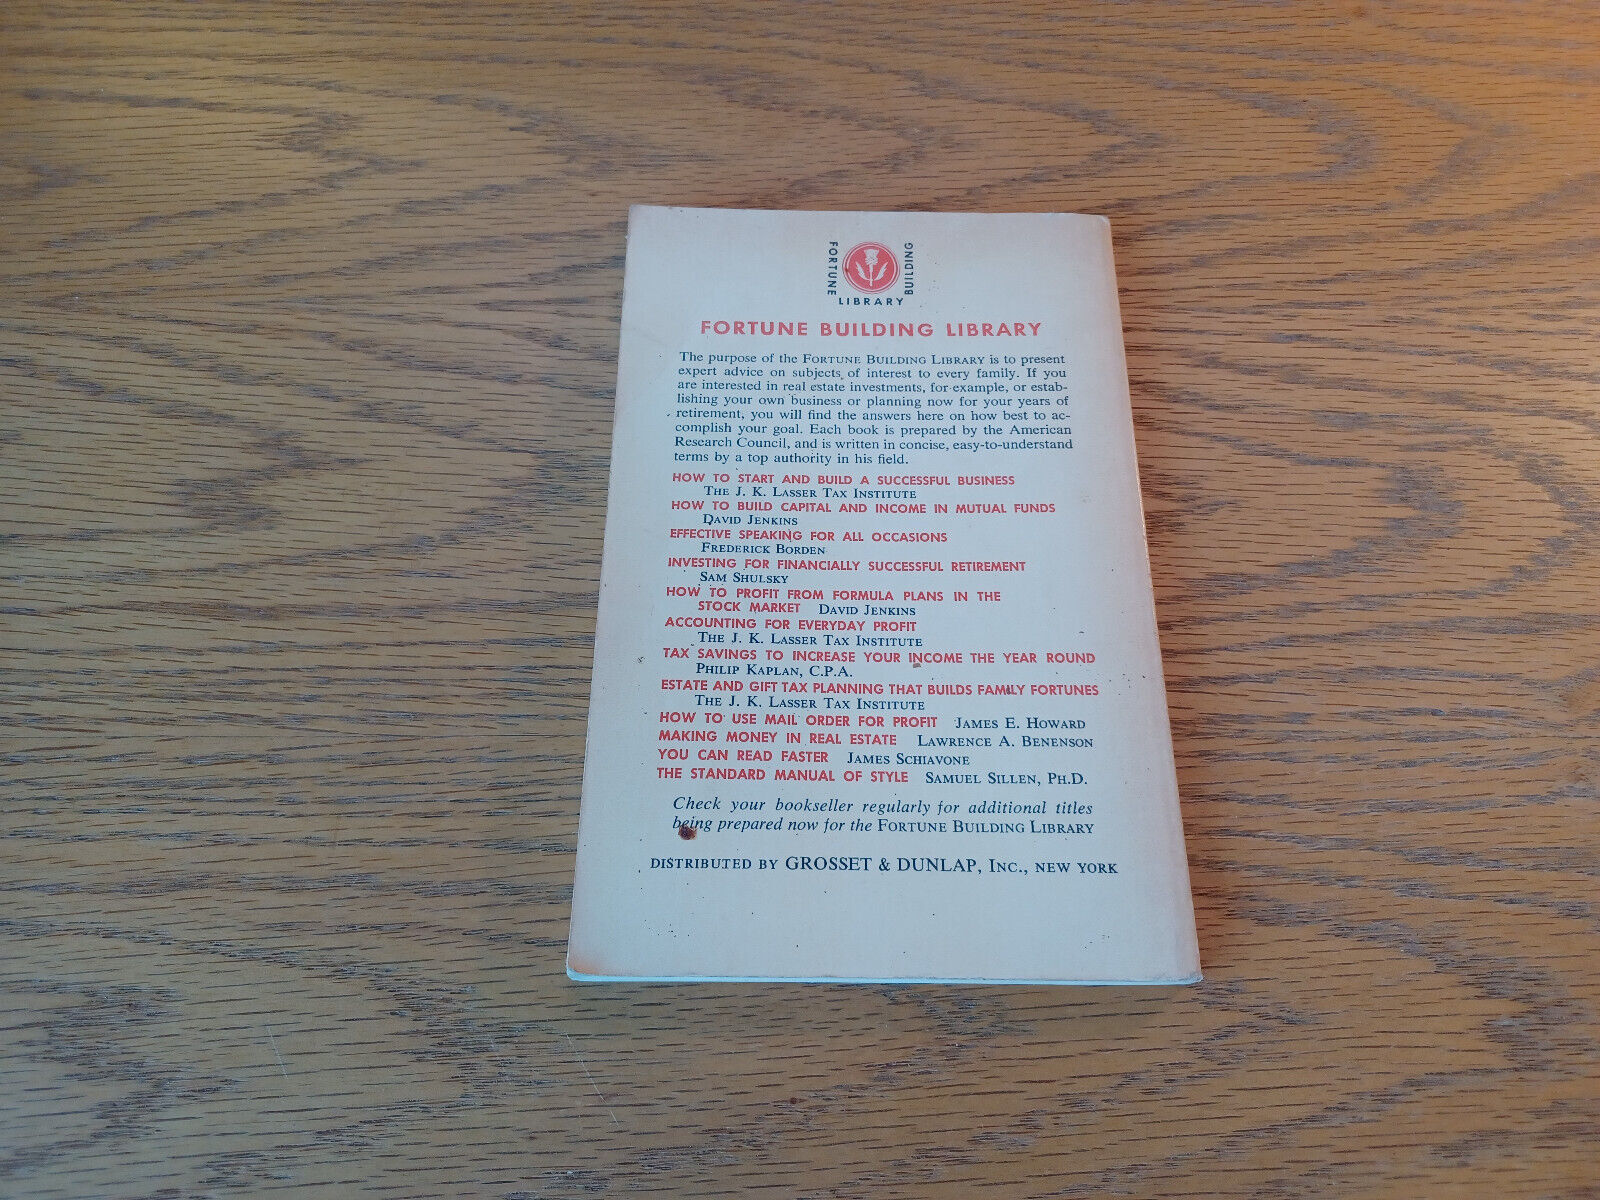 FORTUNE
BUILDING
LIBRARY
FORTUNE BUILDING LIBRARY
The purpose of the FORTUNE BUILDING LIBRARY is to present
expert advice on subjects of interest to every family. If you
are interested in real estate investments, for example, or estab-
lishing your own business or planning now for your years of
retirement, you will find the answers here on how best to ac-
complish your goal. Each book is prepared by the American
Research Council, and is written in concise, easy-to-understand
terms by a top authority in his field.
HOW TO START AND BUILD A SUCCESSFUL BUSINESS
THE J. K. LASSER TAX INSTITUTE
HOW TO BUILD CAPITAL AND INCOME IN MUTUAL FUNDS
DAVID JENKINS
EFFECTIVE SPEAKING FOR ALL OCCASIONS
FREDERICK BORDEN
INVESTING FOR FINANCIALLY SUCCESSFUL RETIREMENT
SAM SHULSKY
HOW TO PROFIT FROM FORMULA PLANS IN THE
STOCK MARKET DAVID JENKINS
ACCOUNTING FOR EVERYDAY PROFIT
THE J. K. LASSER TAX INSTITUTE
TAX SAVINGS TO INCREASE YOUR INCOME THE YEAR ROUND
PHILIP KAPLAN, C.P.A.
ESTATE AND GIFT TAX PLANNING THAT BUILDS FAMILY FORTUNES
THE J. K. LASSER TAX INSTITUTE
HOW TO USE MAIL ORDER FOR PROFIT JAMES E. HOWARD
MAKING MONEY IN REAL ESTATE LAWRENCE A. BENENSON
YOU CAN READ FASTER JAMES SCHIAVONE
THE STANDARD MANUAL OF STYLE SAMUEL SILLEN, PH.D.
Check your bookseller regularly for additional titles
being prepared now for the FORTUNE BUILDING LIBRARY
DISTRIBUTED BY GROSSET & DUNLAP, INC., NEW YORK